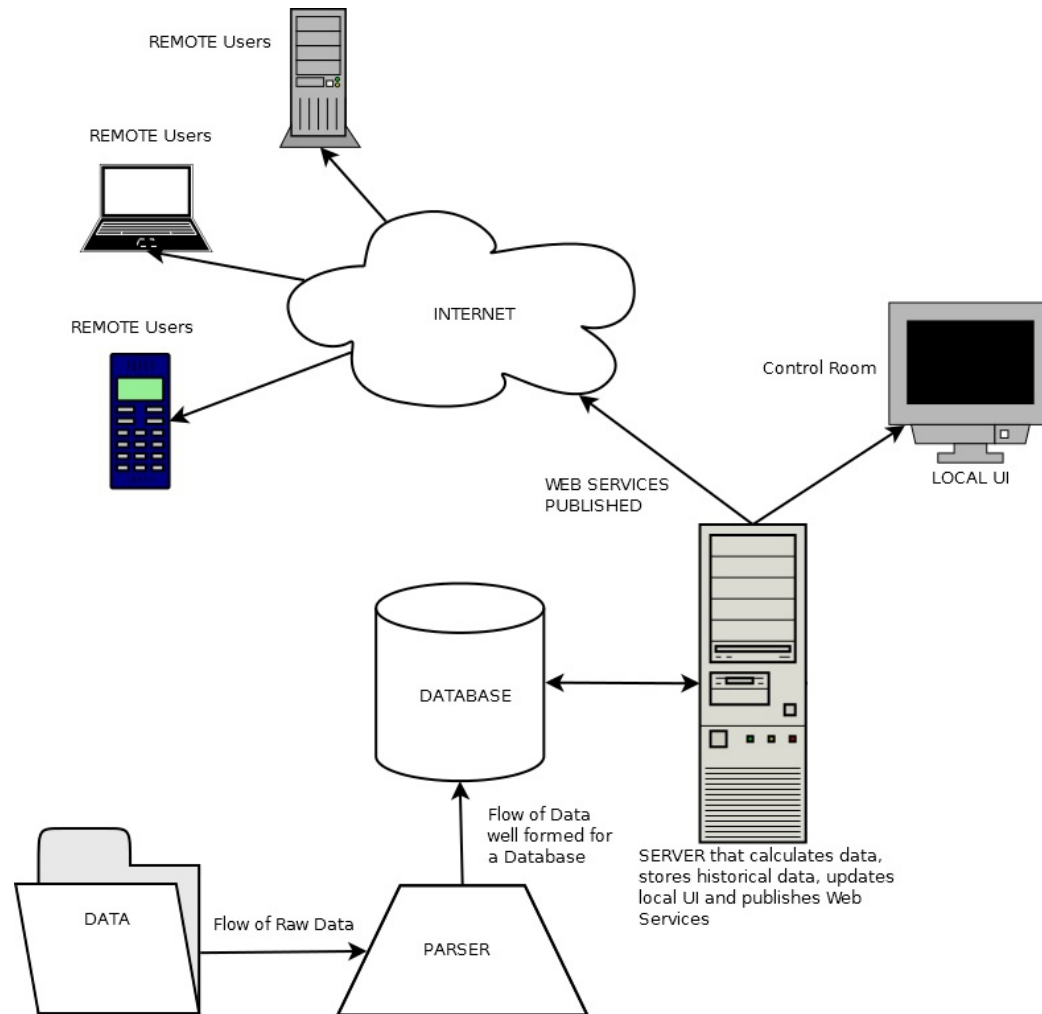 REMOTE Users
REMOTE Users
REMOTE Users
INTERNET
Control Room
LOCAL UI
WEB SERVICES
PUBLISHED
DATABASE
Flow of Data
well formed for
a Database
SERVER that calculates data,
stores historical data, updates
local UI and publishes Web
Services
DATA
Flow of Raw Data
PARSER